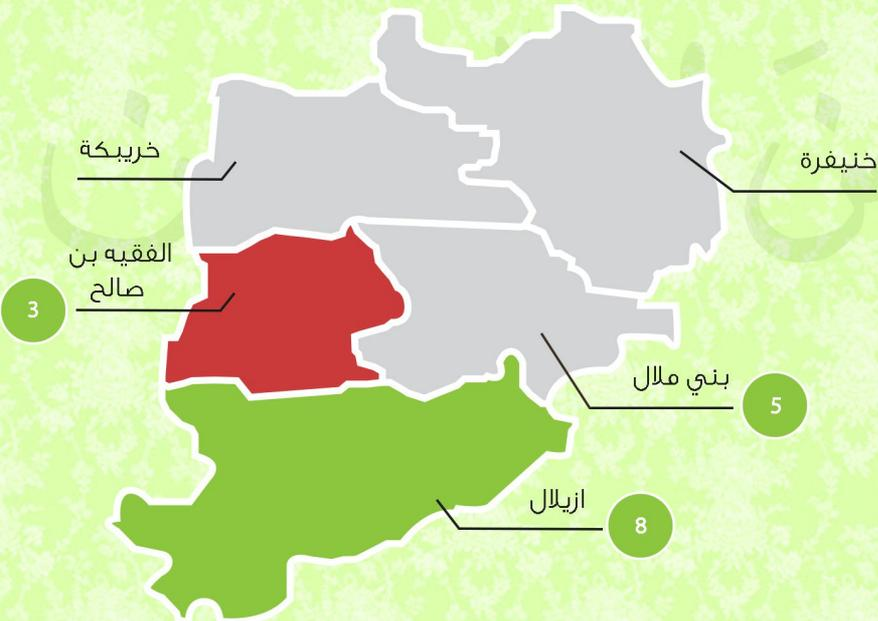 خريبكة
خنيفرة
الفقيه بن
صالح
3
بني ملال
5
ازيلال
8